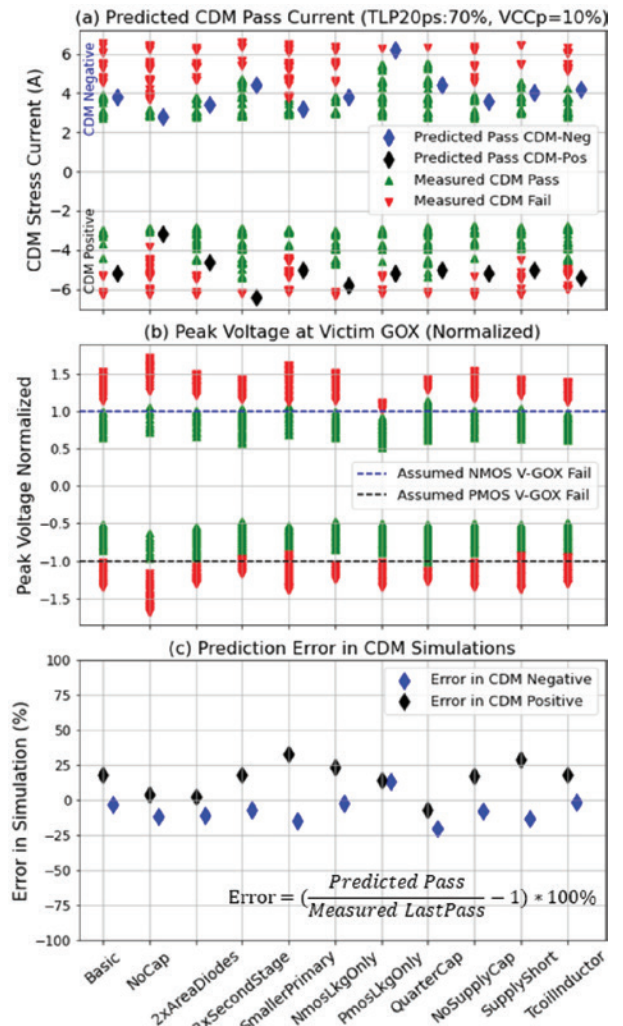 (a) Predicted CDM Pass Current (TLP20ps:70%, VCCp=10%)
CDM Stress Current (A)
CDM Negative
CDM Positive
6
4
2
0
−2
−4
−6
Predicted Pass CDM-Neg
Predicted Pass CDM-Pos
Measured CDM Pass
Measured CDM Fail
(b) Peak Voltage at Victim GOX (Normalized)
Peak Voltage Normalized
1.5
1.0
0.5
0.0
−0.5
−1.0
−1.5
Assumed NMOS V-GOX Fail
Assumed PMOS V-GOX Fail
(c) Prediction Error in CDM Simulations
Error in Simulation (%)
100
75
50
25
0
−25
−50
−75
−100
Error in CDM Negative
Error in CDM Positive
Error = (Predicted Pass / Measured LastPass − 1) * 100%
Basic
NoCap
2xAreaDiodes
xSecondStage
SmallerPrimary
NmosLkgOnly
PmosLkgOnly
QuarterCap
NoSupplyCap
SupplyShort
TcoilInductor